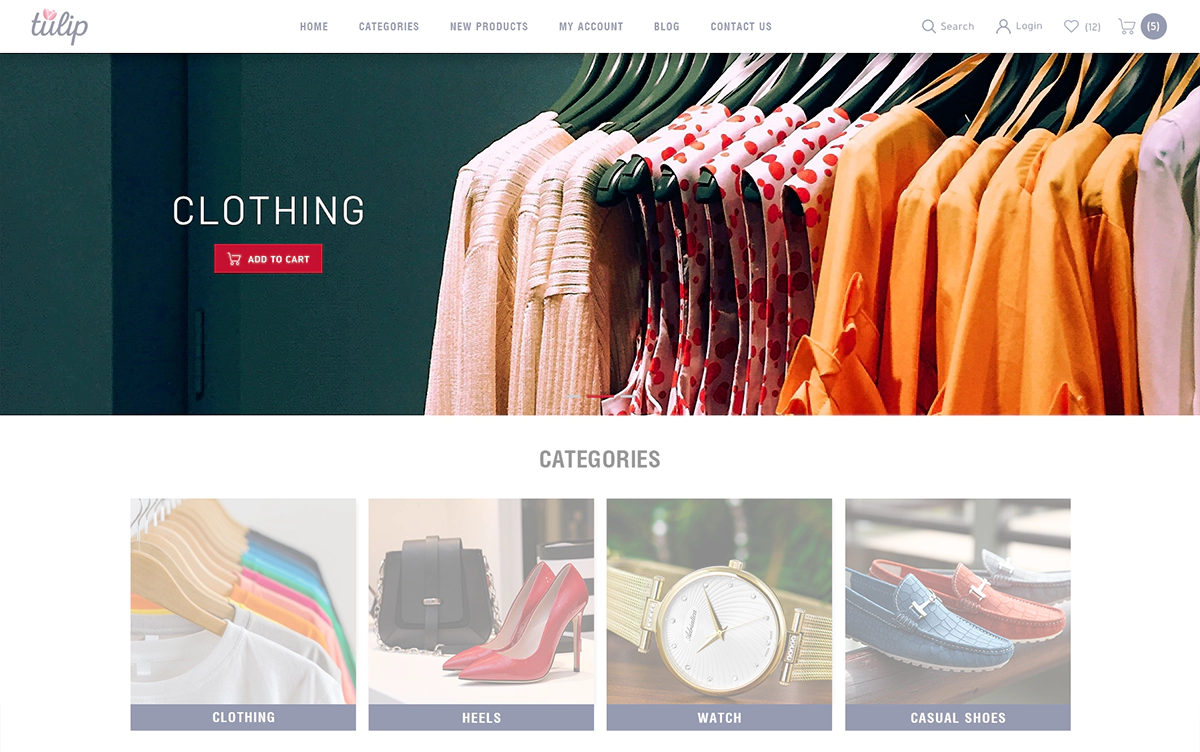 tulip
HOME CATEGORIES NEW PRODUCTS MY ACCOUNT BLOG CONTACT US
Search Login (12) (5)
CLOTHING
ADD TO CART
CATEGORIES
Adriatica
CLOTHING HEELS WATCH CASUAL SHOES